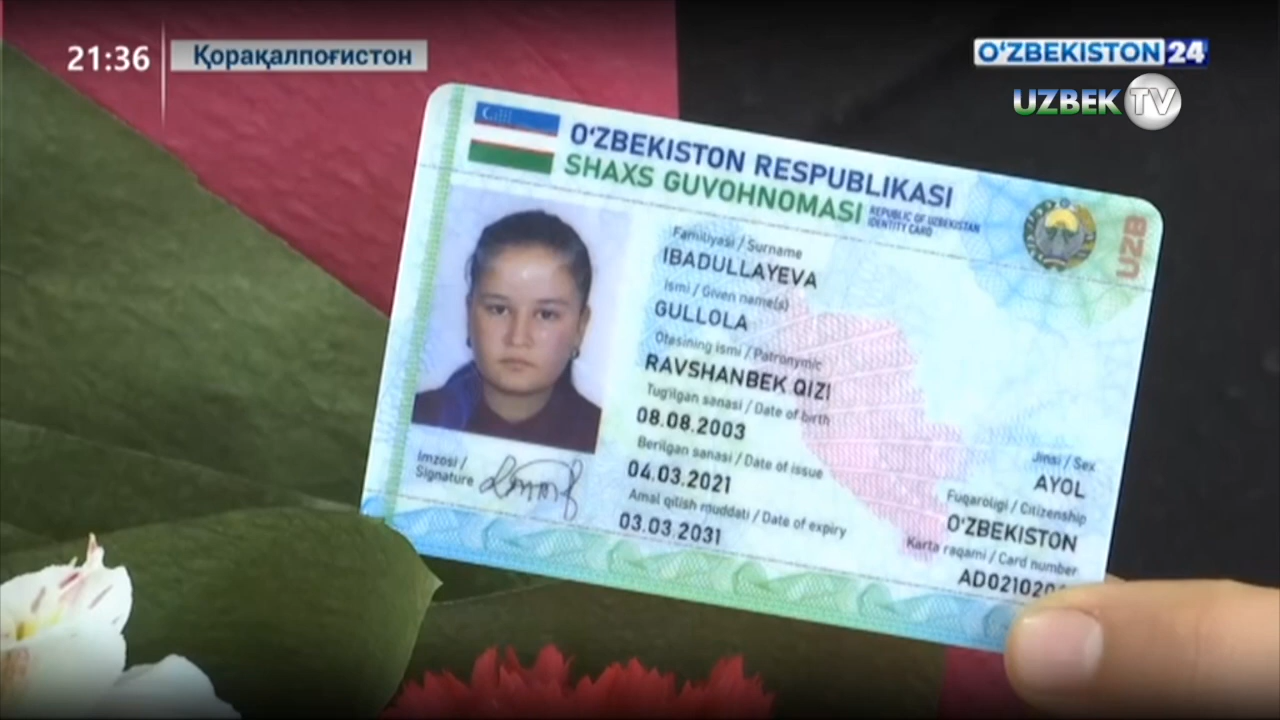 21:36
Қорақалпоғистон
O‘ZBEKISTON 24
UZBEK TV
O‘ZBEKISTON RESPUBLIKASI
SHAXS GUVOHNOMASI
REPUBLIC OF UZBEKISTAN
IDENTITY CARD
UZB
Familiyasi / Surname
IBADULLAYEVA
Ismi / Given name(s)
GULLOLA
Otasining ismi / Patronymic
RAVSHANBEK QIZI
Tug‘ilgan sanasi / Date of birth
08.08.2003
Berilgan sanasi / Date of issue
04.03.2021
Amal qilish muddati / Date of expiry
03.03.2031
Jinsi / Sex
AYOL
Fuqaroligi / Citizenship
O‘ZBEKISTON
Karta raqami / Card number
AD021020
Imzosi /
Signature